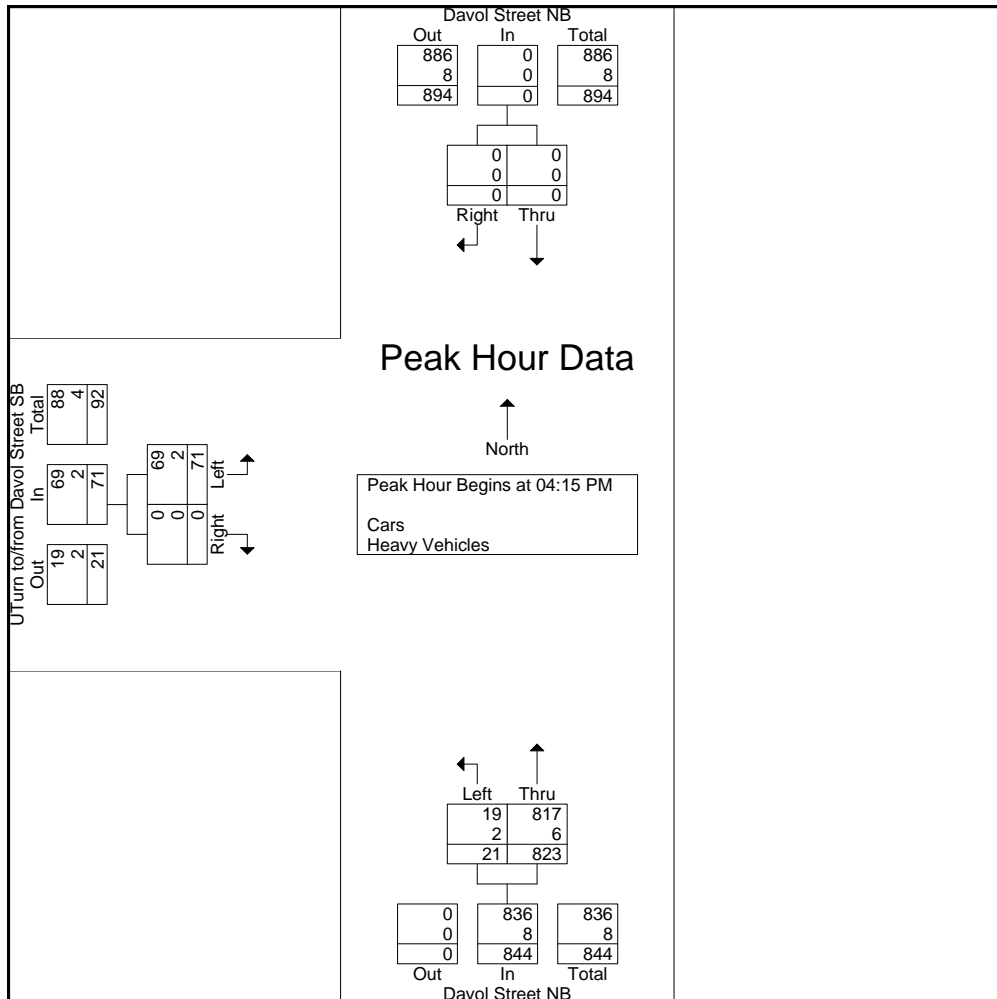 Davol Street NB
Out In Total
886 0 886
8 0 8
894 0 894
0 0
0 0
0 0
Right Thru
Peak Hour Data
North
Peak Hour Begins at 04:15 PM
Cars
Heavy Vehicles
UTurn to/from Davol Street SB
Out In Total
19 69 88
2 2 4
21 71 92
0 69
0 2
0 71
Right Left
Left Thru
19 817
2 6
21 823
0 836 836
0 8 8
0 844 844
Out In Total
Davol Street NB